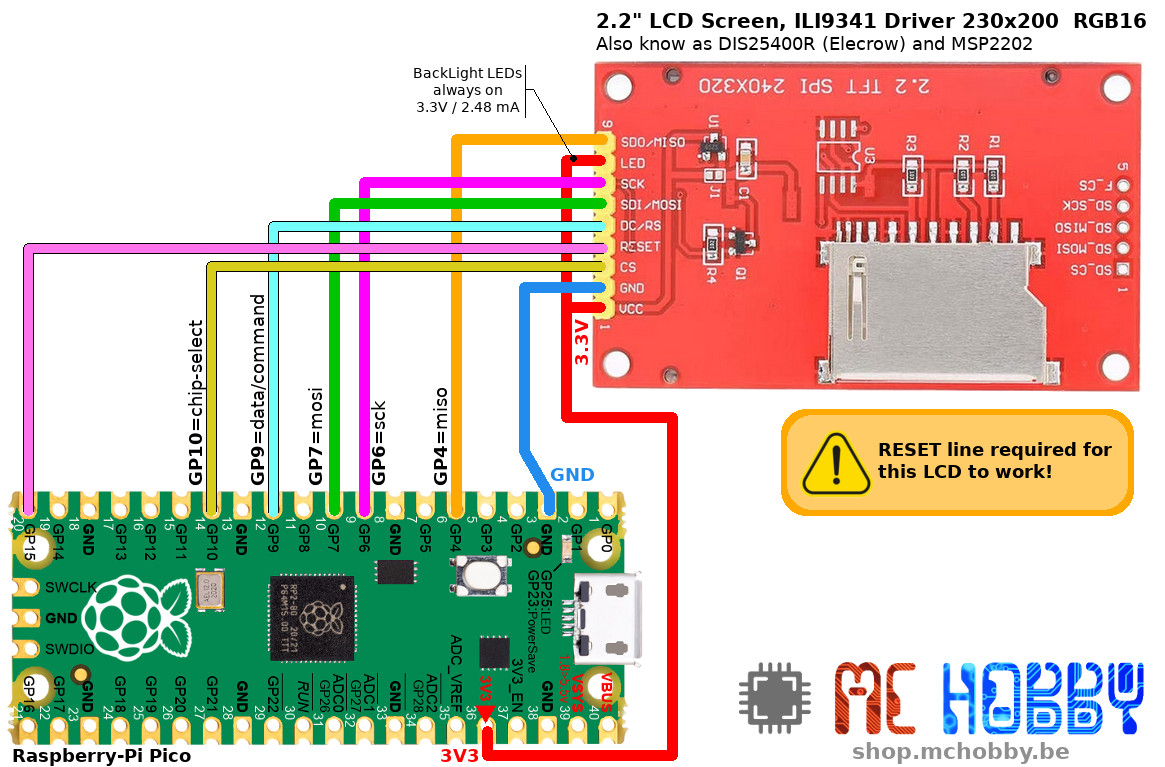 2.2" LCD Screen, ILI9341 Driver 230x200 RGB16
Also know as DIS25400R (Elecrow) and MSP2202
BackLight LEDs
always on
3.3V / 2.48 mA
2.2 TFT SPI 240X320
9
SDO/MISO
LED
SCK
SDI/MOSI
DC/RS
RESET
CS
GND
VCC
1
U1
J1
C1
R4
Q1
U3
R3
R2
R1
5
F_CS
SD_SCK
SD_MISO
SD_MOSI
SD_CS
1
3.3V
GP10=chip-select
GP9=data/command
GP7=mosi
GP6=sck
GP4=miso
GND
RESET line required for
this LCD to work!
20 19 18 17 16 15 14 13 12 11 10 9 8 7 6 5 4 3 2 1
GP15 GP14 GND GP13 GP12 GP11 GP10 GND GP9 GP8 GP7 GP6 GND GP5 GP4 GP3 GP2 GND GP1 GP0
SWCLK
GND
SWDIO
GP25:LED
GP23:PowerSave
GP16 GP17 GND GP18 GP19 GP20 GP21 GND GP22 RUN GP26 ADC0 GP27 ADC1 GND GP28 ADC2 ADC_VREF 3V3 3V3_EN GND VSYS VBUS
21 22 23 24 25 26 27 28 29 30 31 32 33 34 35 36 37 38 39 40
Raspberry-Pi Pico
3V3
MC HOBBY
shop.mchobby.be